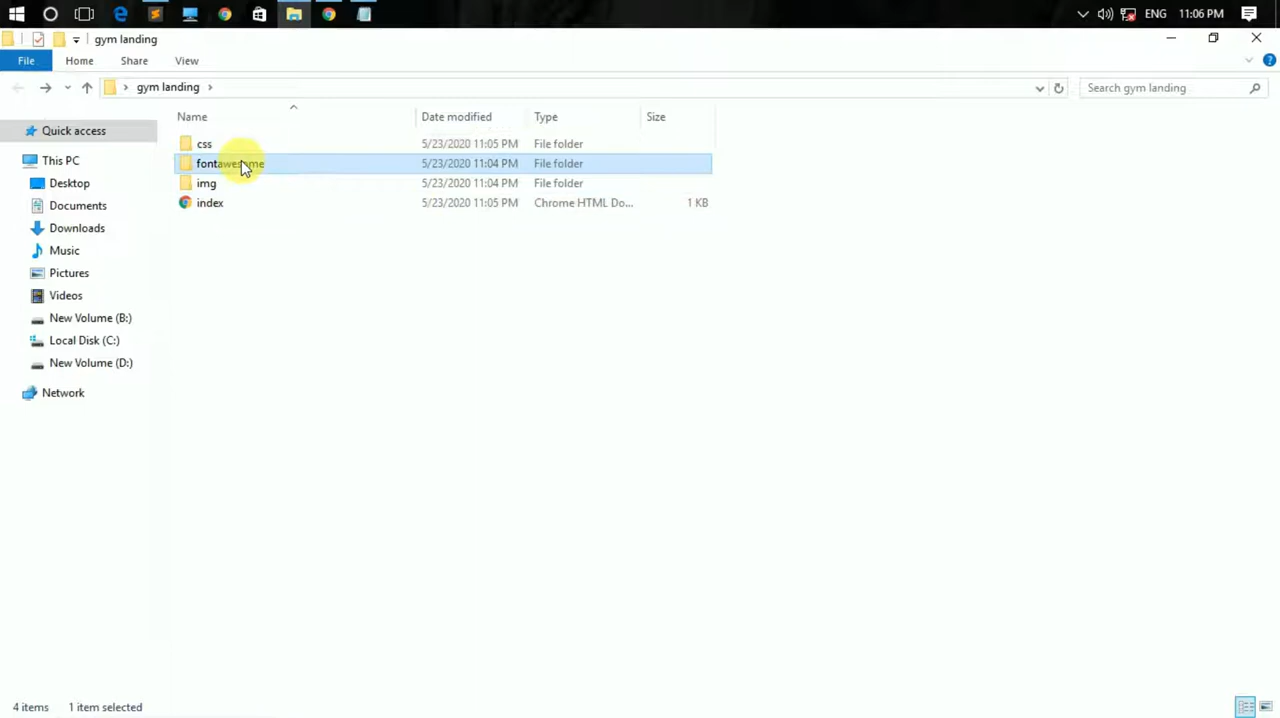 ENG 11:06 PM
gym landing
File Home Share View
gym landing Search gym landing
Name Date modified Type Size
Quick access
This PC
Desktop
Documents
Downloads
Music
Pictures
Videos
New Volume (B:)
Local Disk (C:)
New Volume (D:)
Network
css 5/23/2020 11:05 PM File folder
fontawesome 5/23/2020 11:04 PM File folder
img 5/23/2020 11:04 PM File folder
index 5/23/2020 11:05 PM Chrome HTML Do... 1 KB
4 items 1 item selected